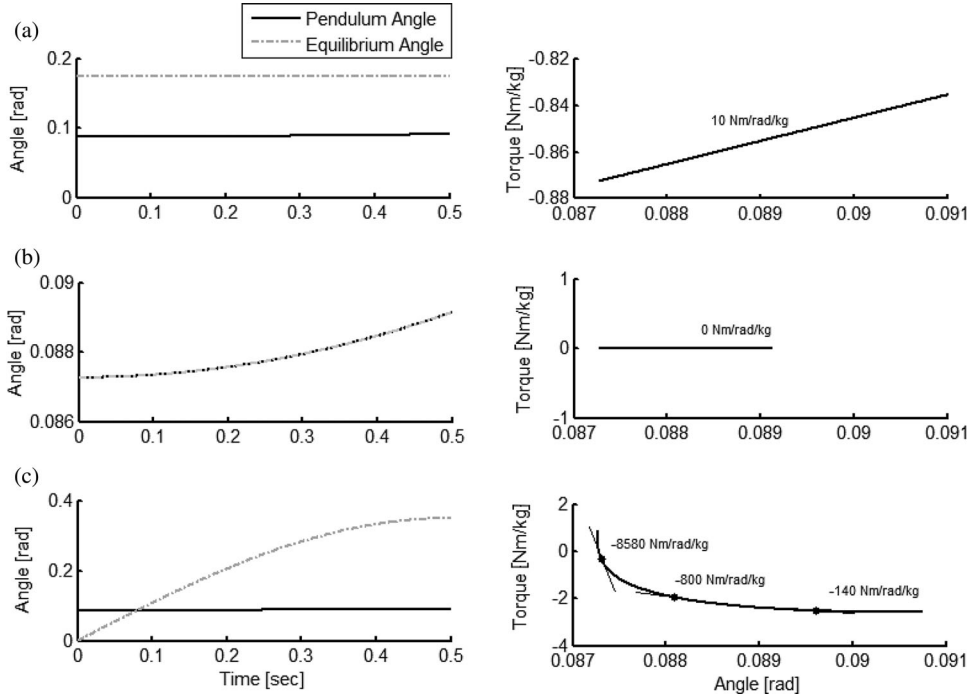 (a)
Pendulum Angle
Equilibrium Angle
Angle [rad]
0.2
0.1
0
0 0.1 0.2 0.3 0.4 0.5
Torque [Nm/kg]
-0.82
-0.84
-0.86
-0.88
10 Nm/rad/kg
0.087 0.088 0.089 0.09 0.091
(b)
Angle [rad]
0.09
0.088
0.086
0 0.1 0.2 0.3 0.4 0.5
Torque [Nm/kg]
1
0
-1
0 Nm/rad/kg
0.087 0.088 0.089 0.09 0.091
(c)
Angle [rad]
0.4
0.2
0
0 0.1 0.2 0.3 0.4 0.5
Time [sec]
Torque [Nm/kg]
2
0
-2
-4
-8580 Nm/rad/kg
-800 Nm/rad/kg
-140 Nm/rad/kg
0.087 0.088 0.089 0.09 0.091
Angle [rad]